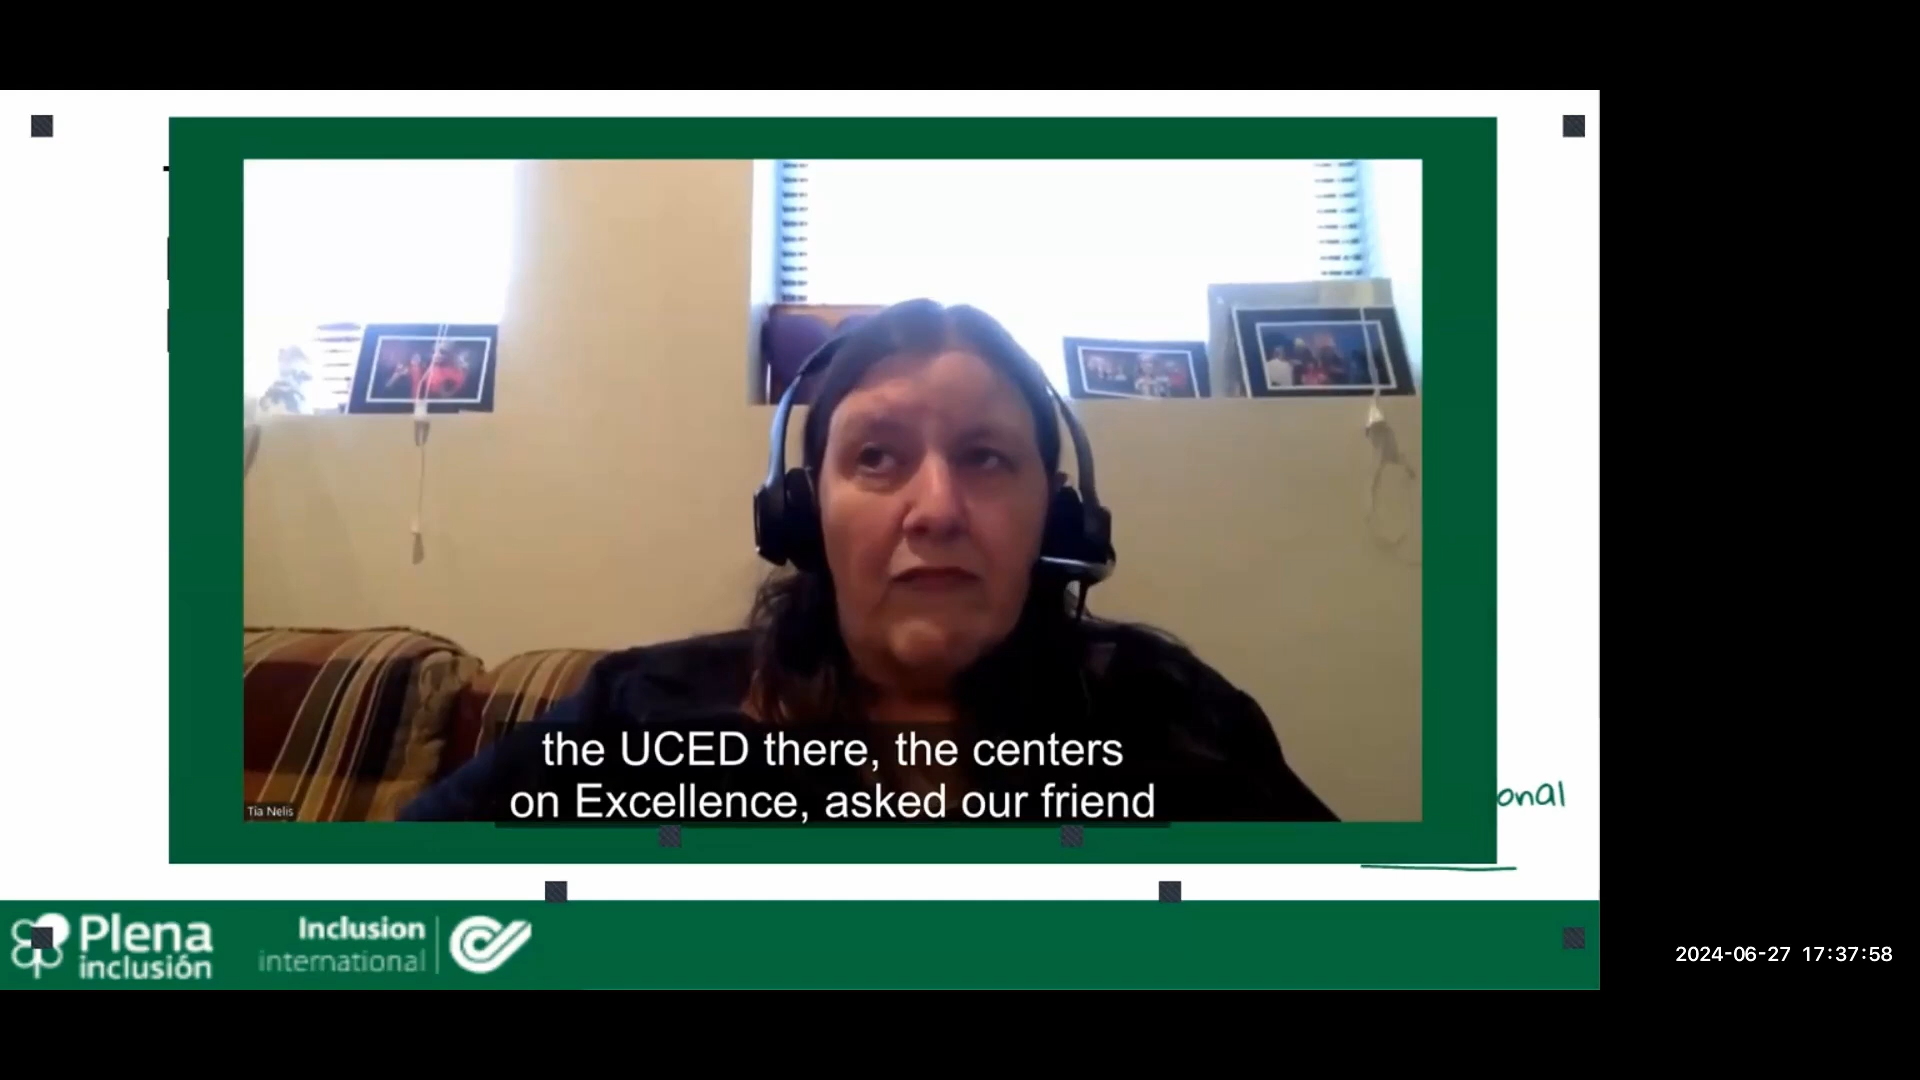 the UCED there, the centers
on Excellence, asked our friend
Tia Nelis
onal
Plena
inclusión
Inclusion
international
2024-06-27 17:37:58